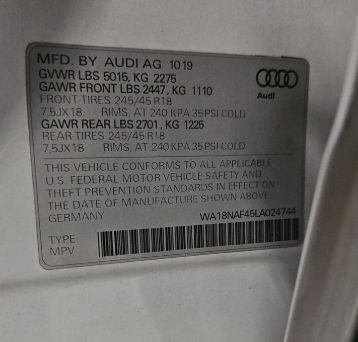 MFD. BY AUDI AG 10 19
GVWR LBS 5015, KG 2275
GAWR FRONT LBS 2447, KG 1110
FRONT-TIRES 245/45 R18
7,5JX18 RIMS, AT 240 KPA 35 PSI COLD
GAWR REAR LBS 2701, KG 1225
REAR-TIRES 245/45 R18
7,5JX18 RIMS, AT 240 KPA 35 PSI COLD
Audi
THIS VEHICLE CONFORMS TO ALL APPLICABLE
U.S. FEDERAL MOTOR VEHICLE SAFETY AND
THEFT PREVENTION STANDARDS IN EFFECT ON
THE DATE OF MANUFACTURE SHOWN ABOVE
GERMANY WA18NAF45LA024744
TYPE:
MPV